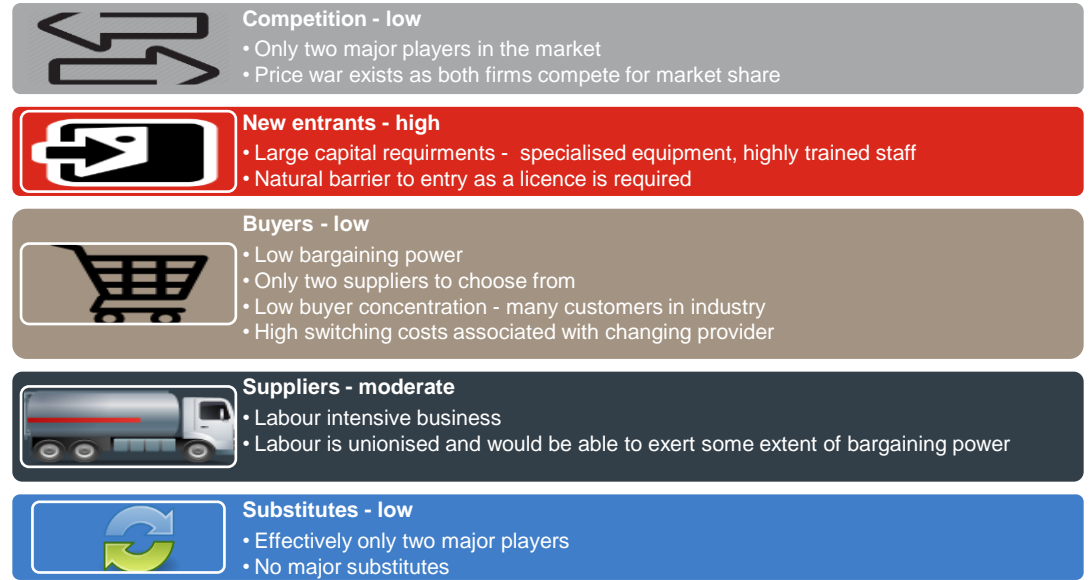 Competition - low
• Only two major players in the market
• Price war exists as both firms compete for market share
New entrants - high
• Large capital requirments - specialised equipment, highly trained staff
• Natural barrier to entry as a licence is required
Buyers - low
• Low bargaining power
• Only two suppliers to choose from
• Low buyer concentration - many customers in industry
• High switching costs associated with changing provider
Suppliers - moderate
• Labour intensive business
• Labour is unionised and would be able to exert some extent of bargaining power
Substitutes - low
• Effectively only two major players
• No major substitutes